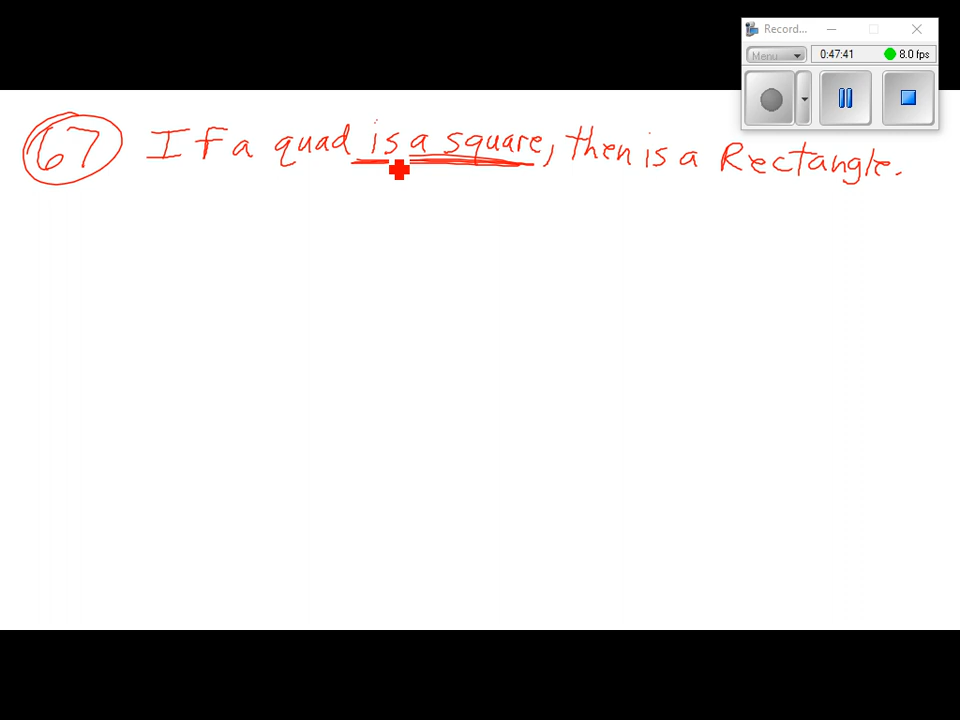 Record...
Menu
0:47:41
8.0 fps
67 If a quad is a square, then is a Rectangle.